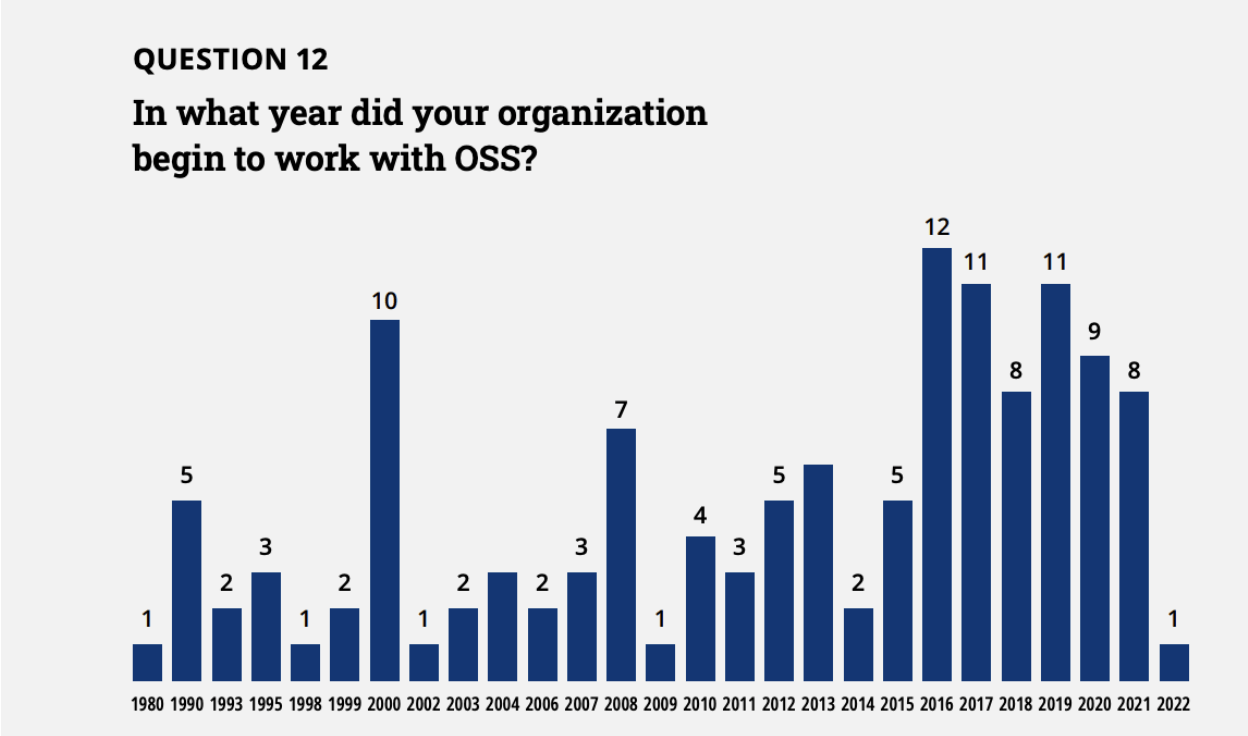 QUESTION 12
In what year did your organization
begin to work with OSS?
12
11 11
10
9
8 8
7
5 5 5
4
3 3 3
2 2 2 2 2
1 1 1 1 1
1980 1990 1993 1995 1998 1999 2000 2002 2003 2004 2006 2007 2008 2009 2010 2011 2012 2013 2014 2015 2016 2017 2018 2019 2020 2021 2022